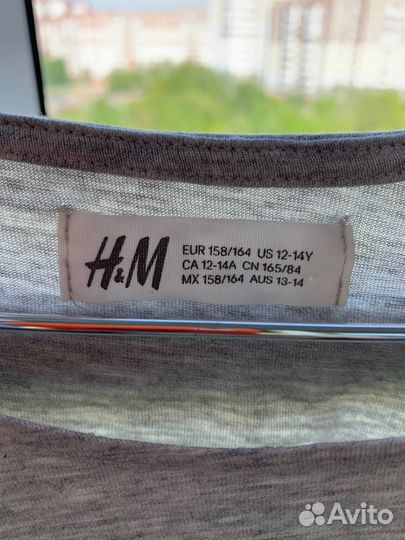 H&M
EUR 158/164 US 12-14Y
CA 12-14A CN 165/84
MX 158/164 AUS 13-14
Avito